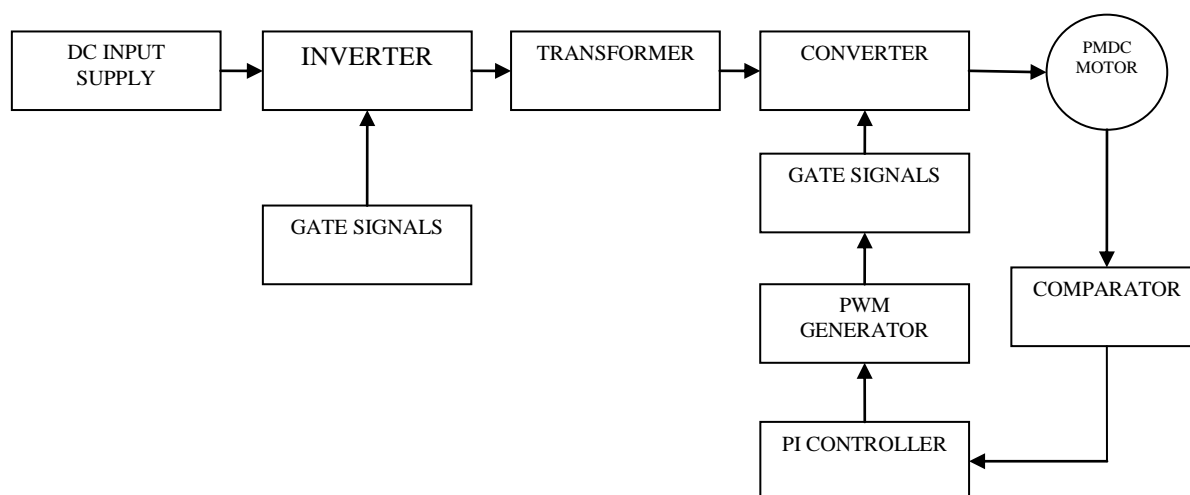 DC INPUT
SUPPLY
INVERTER
TRANSFORMER
CONVERTER
PMDC
MOTOR
GATE SIGNALS
GATE SIGNALS
COMPARATOR
PWM
GENERATOR
PI CONTROLLER